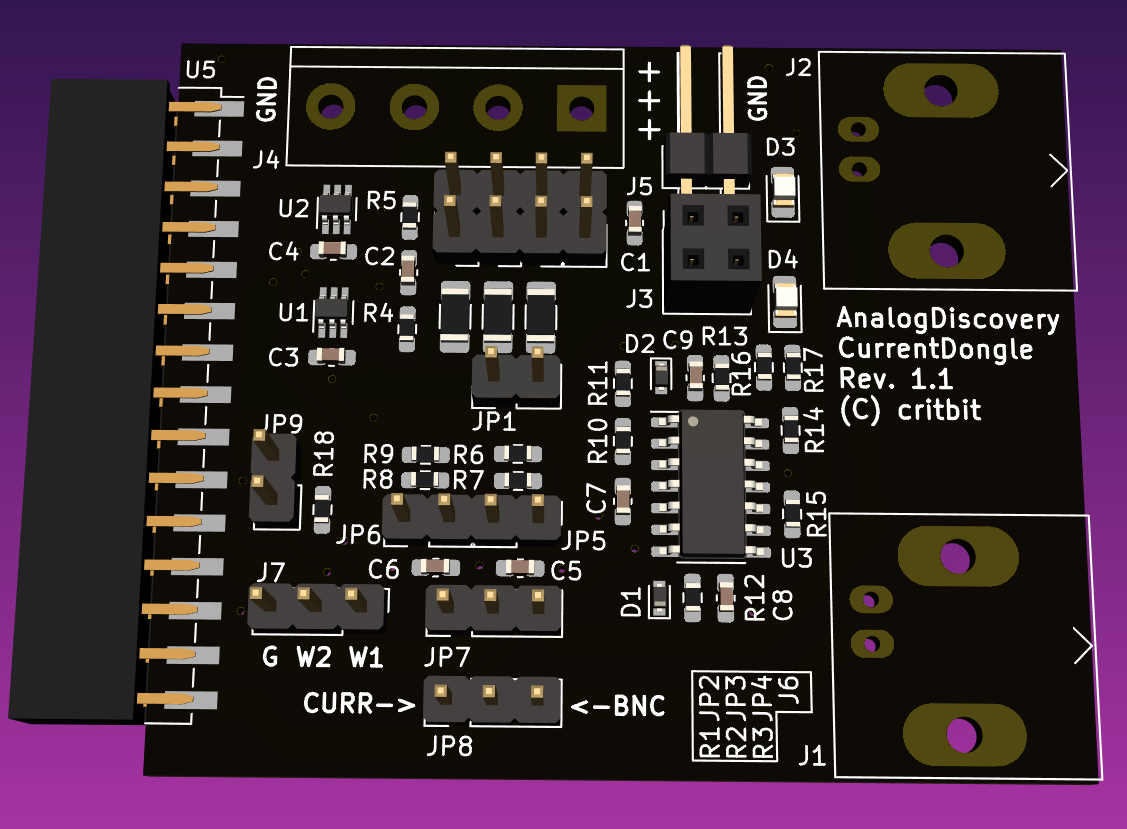 U5
GND
J4
+
+
+
GND
J2
D3
J5
U2
R5
C4
C2
C1
D4
J3
U1
R4
C3
AnalogDiscovery
CurrentDongle
Rev. 1.1
(C) critbit
D2
C9
R13
R16
R17
R11
JP1
R10
R14
JP9
R18
R9
R6
R8
R7
C7
R15
JP6
JP5
U3
J7
C6
C5
D1
R12
C8
G W2 W1
JP7
CURR->
<-BNC
JP8
R1 JP2
R2 JP3
R3 JP4
J6
J1